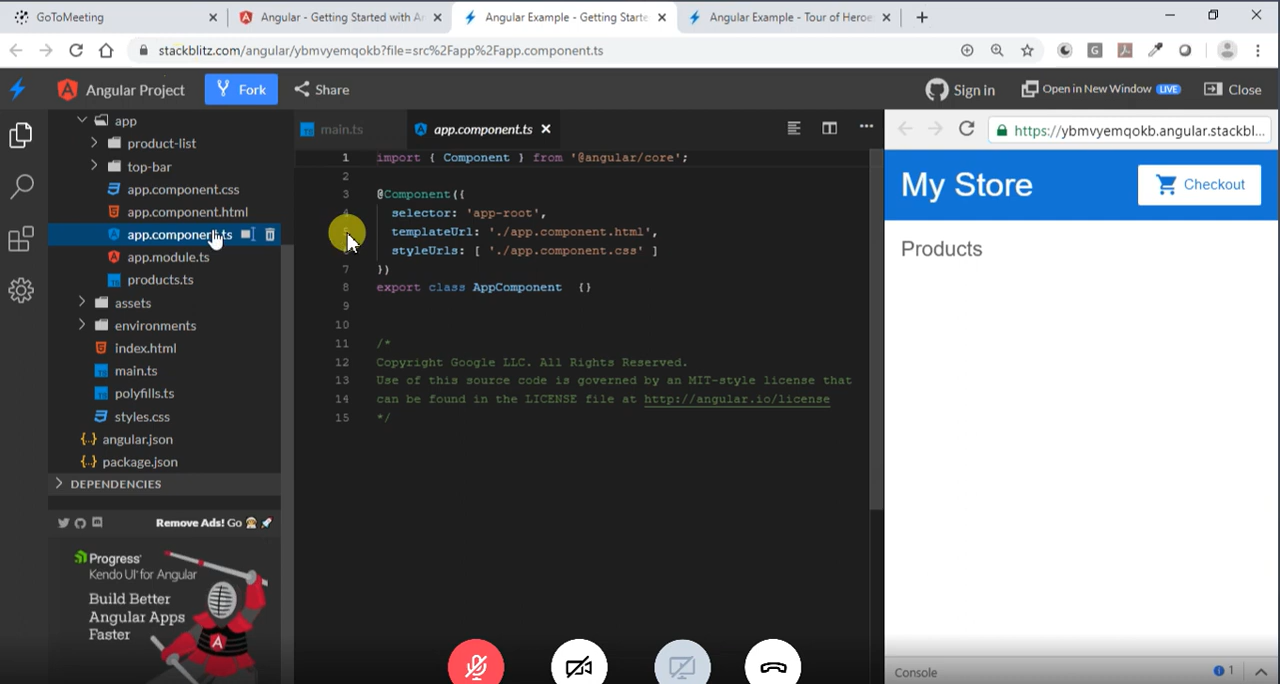 GoToMeeting
Angular - Getting Started with A
Angular Example - Getting Starte
Angular Example - Tour of Heroe
stackblitz.com/angular/ybmvyemqokb?file=src%2Fapp%2Fapp.component.ts
G
Angular Project
Fork
Share
Sign in
Open in New Window LIVE
Close
app
product-list
top-bar
app.component.css
app.component.html
app.component.ts
app.module.ts
products.ts
assets
environments
index.html
main.ts
polyfills.ts
styles.css
{..} angular.json
{..} package.json
DEPENDENCIES
Remove Ads! Go
Progress
Kendo UI for Angular
Build Better
Angular Apps
Faster
A
main.ts
app.component.ts
1 import { Component } from '@angular/core';
2
3 @Component({
4 selector: 'app-root',
templateUrl: './app.component.html',
styleUrls: [ './app.component.css' ]
7 })
8 export class AppComponent {}
9
10
11 /*
12 Copyright Google LLC. All Rights Reserved.
13 Use of this source code is governed by an MIT-style license that
14 can be found in the LICENSE file at http://angular.io/license
15 */
https://ybmvyemqokb.angular.stackbl...
My Store
Checkout
Products
Console
1